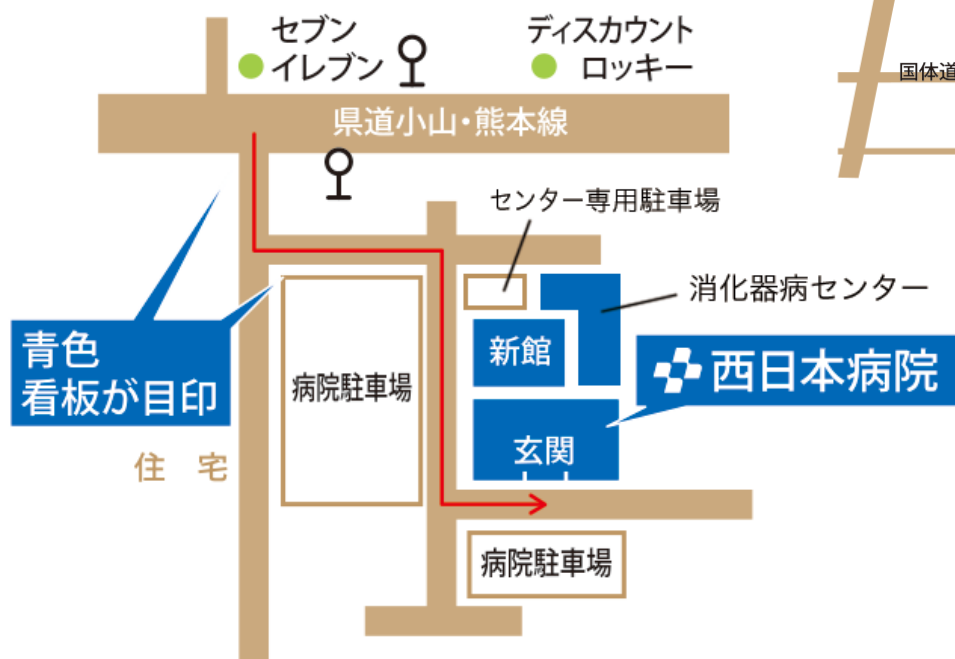 セブン
イレブン
ディスカウント
ロッキー
国体道
県道小山・熊本線
センター専用駐車場
消化器病センター
青色
看板が目印
新館
西日本病院
病院駐車場
玄関
住 宅
病院駐車場